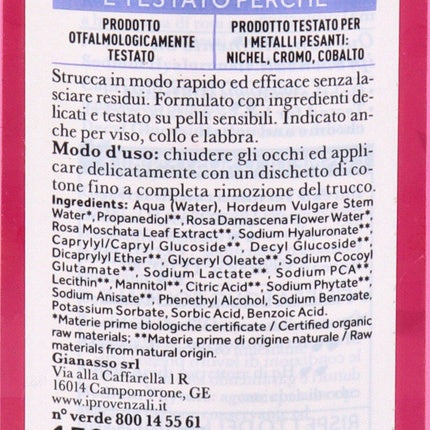 E TESTATO PERCHÉ
PRODOTTO
OTFALMOLOGICAMENTE
TESTATO
PRODOTTO TESTATO PER
I METALLI PESANTI:
NICHEL, CROMO, COBALTO
Strucca in modo rapido ed efficace senza la-
sciare residui. Formulato con ingredienti de-
licati e testato su pelli sensibili. Indicato an-
che per viso, collo e labbra.
Modo d'uso: chiudere gli occhi ed appli-
care delicatamente con un dischetto di co-
tone fino a completa rimozione del trucco.
Ingredients: Aqua (Water), Hordeum Vulgare Stem
Water*, Propanediol**, Rosa Damascena Flower Water*,
Rosa Moschata Leaf Extract**, Sodium Hyaluronate**,
Caprylyl/Capryl Glucoside**, Decyl Glucoside**,
Dicaprylyl Ether**, Glyceryl Oleate**, Sodium Cocoyl
Glutamate**, Sodium Lactate**, Sodium PCA**,
Lecithin**, Mannitol**, Citric Acid**, Sodium Phytate**,
Sodium Anisate**, Phenethyl Alcohol, Sodium Benzoate,
Potassium Sorbate, Sorbic Acid, Benzoic Acid.
*Materie prime biologiche certificate / Certified organic
raw materials; **Materie prime di origine naturale / Raw
materials from natural origin.
Gianasso srl
Via alla Caffarella 1 R
16014 Campomorone, GE
www.iprovenzali.it
n° verde 800 14 55 61